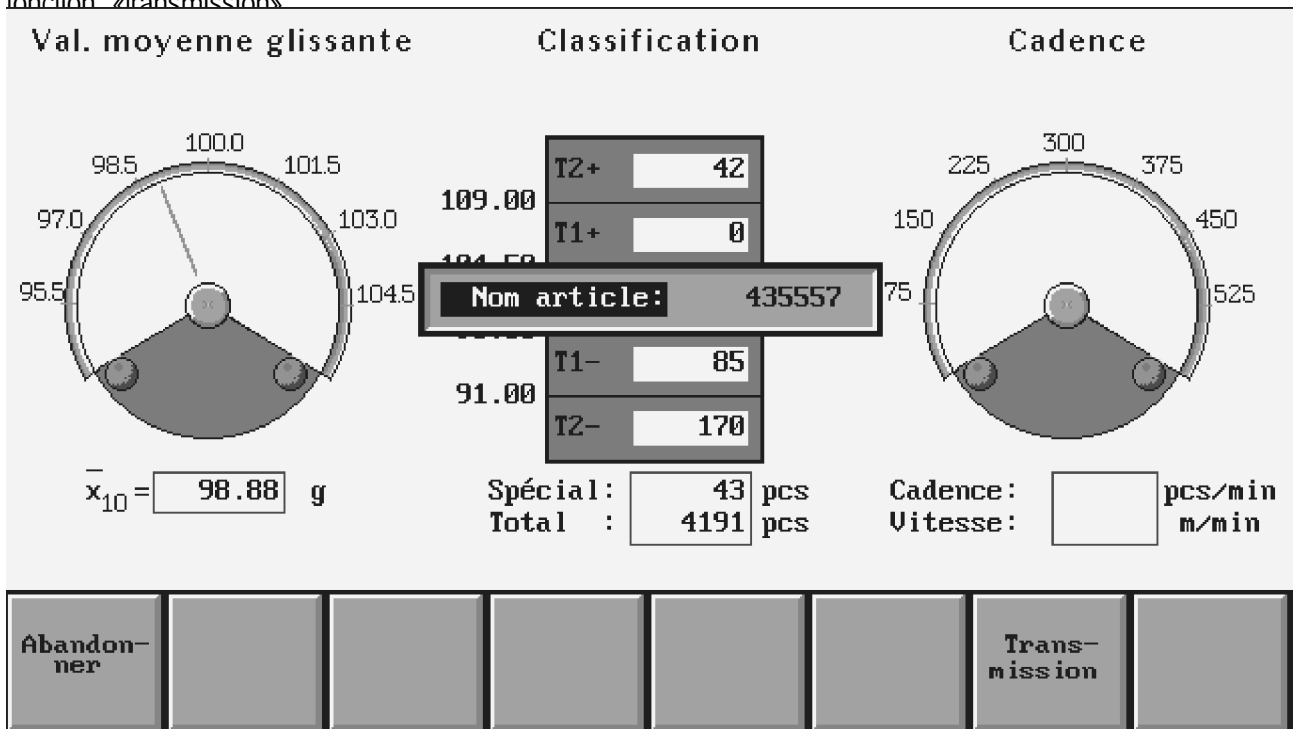 fonction «transmission»
Val. moyenne glissante
Classification
Cadence
95.5
97.0
98.5
100.0
101.5
103.0
104.5
T2+ 42
109.00
T1+ 0
Nom article: 435557
T1- 85
91.00
T2- 170
75
150
225
300
375
450
525
x10= 98.88 g
Spécial: 43 pcs
Total : 4191 pcs
Cadence: pcs/min
Vitesse: m/min
Abandon-
ner
Trans-
mission